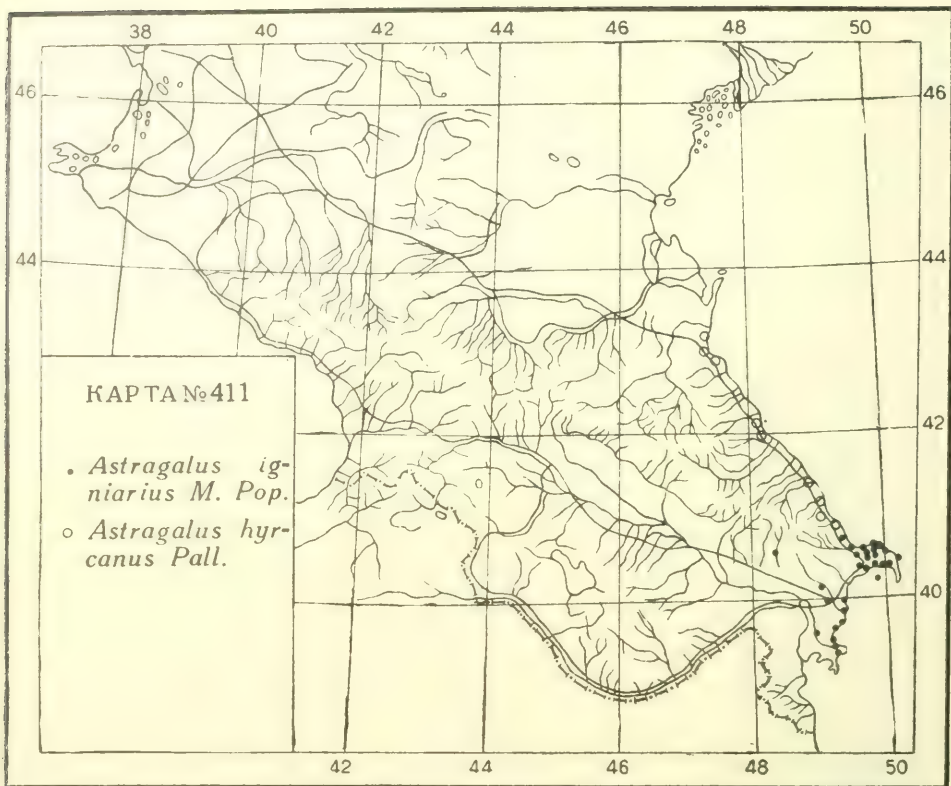 38 40 42 44 46 48 50
46 46
44 44
КАРТА №411
42
• Astragalus ig-
niarius M. Pop.
○ Astragalus hyr-
canus Pall.
40
42 44 46 48 50